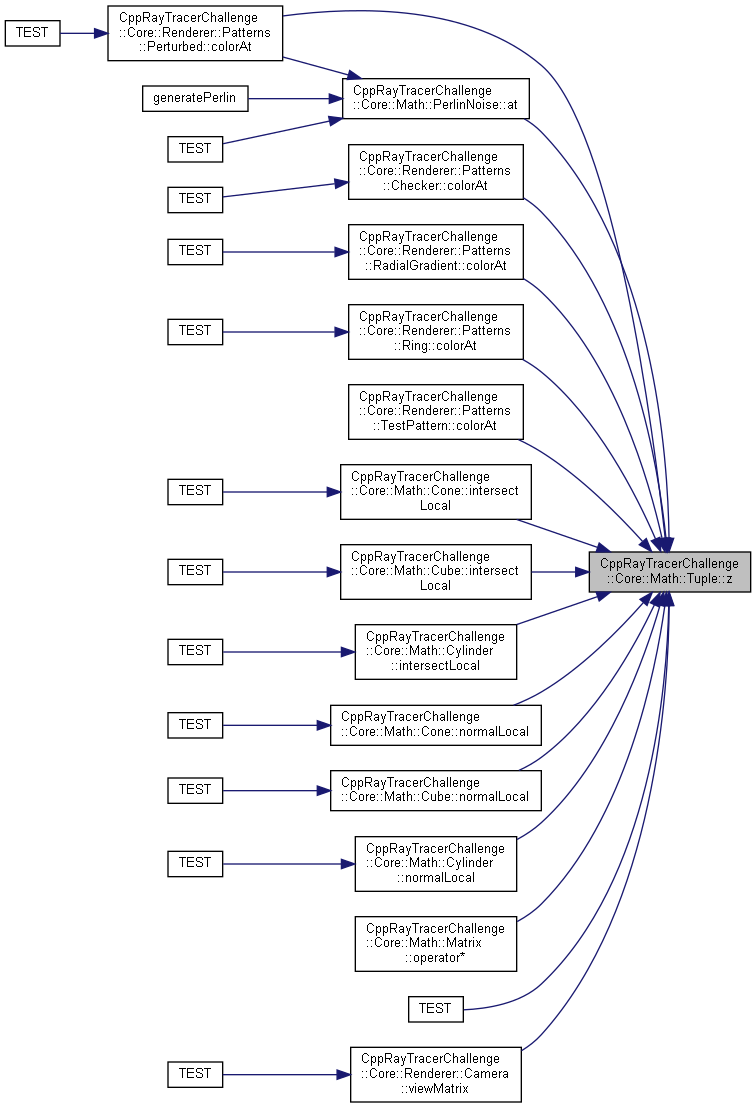 CppRayTracerChallenge
::Core::Renderer::Patterns
::Perturbed::colorAt
TEST
generatePerlin
CppRayTracerChallenge
::Core::Math::PerlinNoise::at
TEST
CppRayTracerChallenge
::Core::Renderer::Patterns
::Checker::colorAt
TEST
CppRayTracerChallenge
::Core::Renderer::Patterns
::RadialGradient::colorAt
TEST
CppRayTracerChallenge
::Core::Renderer::Patterns
::Ring::colorAt
TEST
CppRayTracerChallenge
::Core::Renderer::Patterns
::TestPattern::colorAt
CppRayTracerChallenge
::Core::Math::Cone::intersect
Local
TEST
CppRayTracerChallenge
::Core::Math::Cube::intersect
Local
TEST
CppRayTracerChallenge
::Core::Math::Tuple::z
CppRayTracerChallenge
::Core::Math::Cylinder
::intersectLocal
TEST
CppRayTracerChallenge
::Core::Math::Cone::normalLocal
TEST
CppRayTracerChallenge
::Core::Math::Cube::normalLocal
TEST
CppRayTracerChallenge
::Core::Math::Cylinder
::normalLocal
TEST
CppRayTracerChallenge
::Core::Math::Matrix
::operator*
TEST
CppRayTracerChallenge
::Core::Renderer::Camera
::viewMatrix
TEST